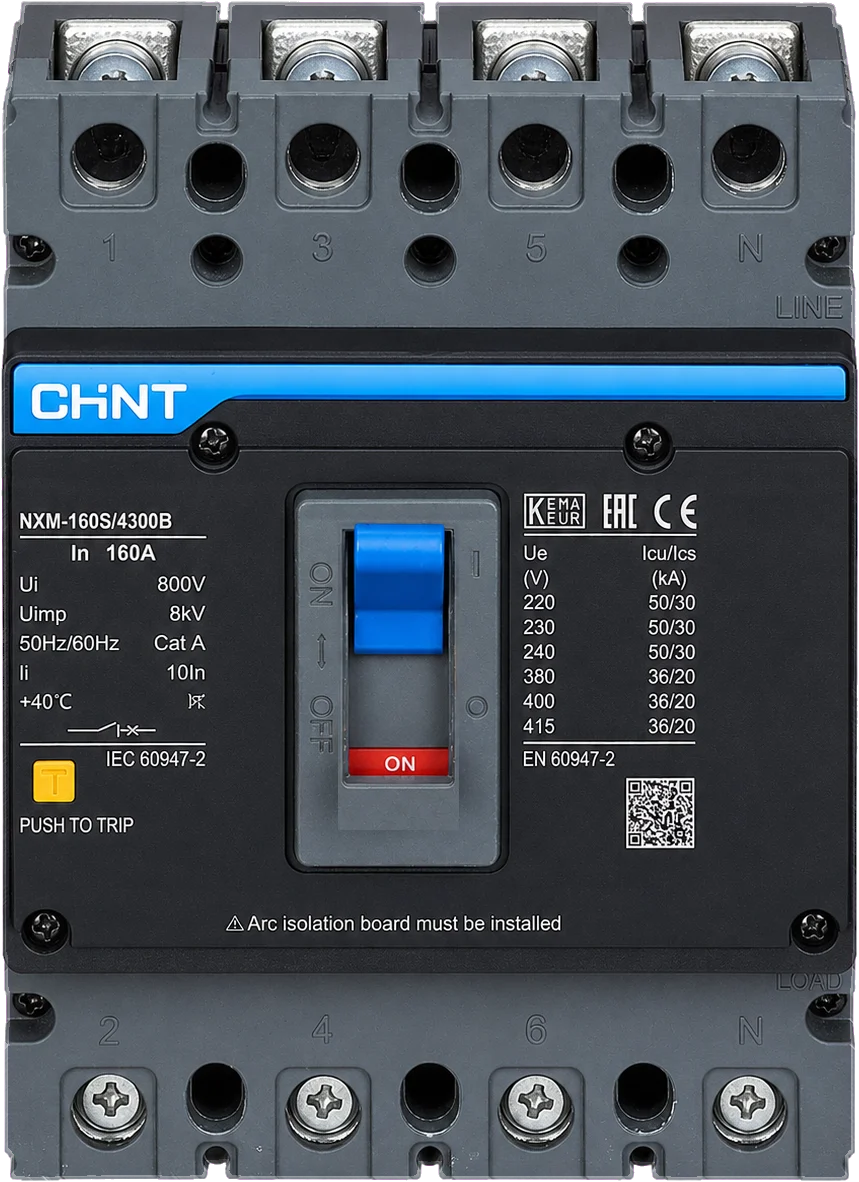 1 3 5 N
LINE
CHINT
NXM-160S/4300B
In 160A
Ui 800V
Uimp 8kV
50Hz/60Hz Cat A
Ii 10In
+40°C
IEC 60947-2
T
PUSH TO TRIP
ON ↔ OFF
I
O
ON
KEMA
KEUR
EAC CE
Ue Icu/Ics
(V) (kA)
220 50/30
230 50/30
240 50/30
380 36/20
400 36/20
415 36/20
EN 60947-2
⚠ Arc isolation board must be installed
LOAD
2 4 6 N